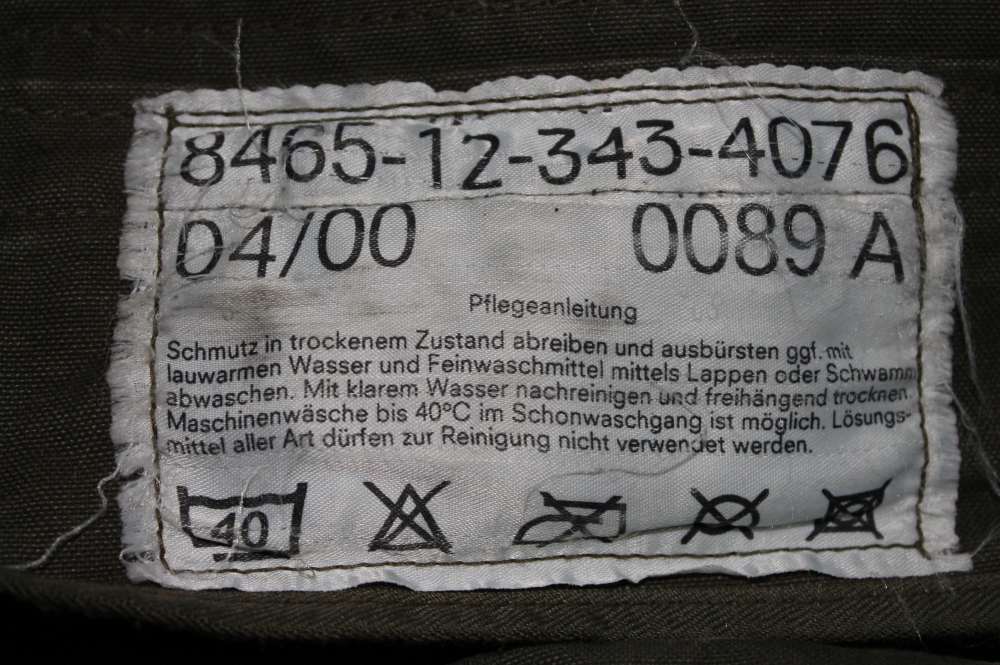 8465-12-343-4076
04/00 0089 A
Pflegeanleitung
Schmutz in trockenem Zustand abreiben und ausbürsten ggf. mit
lauwarmen Wasser und Feinwaschmittel mittels Lappen oder Schwamm
abwaschen. Mit klarem Wasser nachreinigen und freihängend trocknen.
Maschinenwäsche bis 40°C im Schonwaschgang ist möglich. Lösungs-
mittel aller Art dürfen zur Reinigung nicht verwendet werden.
40